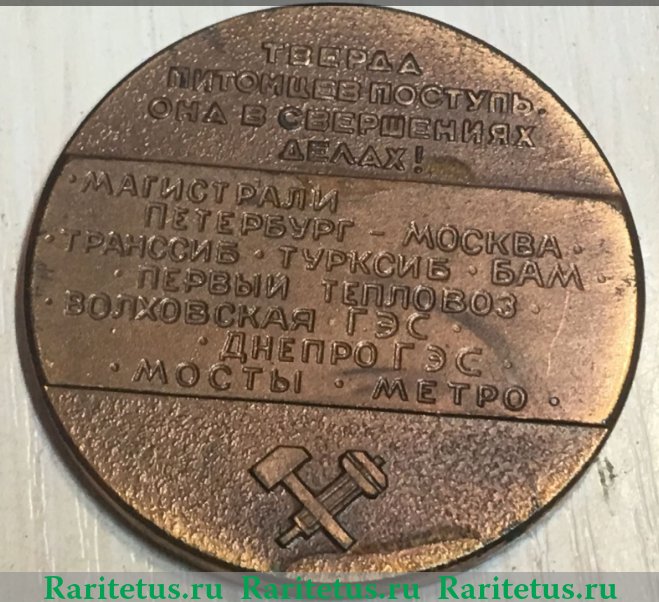 ТВЕРДА
ПИТОМЦЕВ ПОСТУПЬ.
ОНА В СВЕРШЕНИЯХ
ДЕЛАХ!
· МАГИСТРАЛИ
ПЕТЕРБУРГ – МОСКВА ·
· ТРАНССИБ · ТУРКСИБ · БАМ ·
· ПЕРВЫЙ ТЕПЛОВОЗ ·
· ВОЛХОВСКАЯ ГЭС ·
· ДНЕПРОГЭС ·
· МОСТЫ · МЕТРО ·
Raritetus.ru Raritetus.ru Raritetus.ru